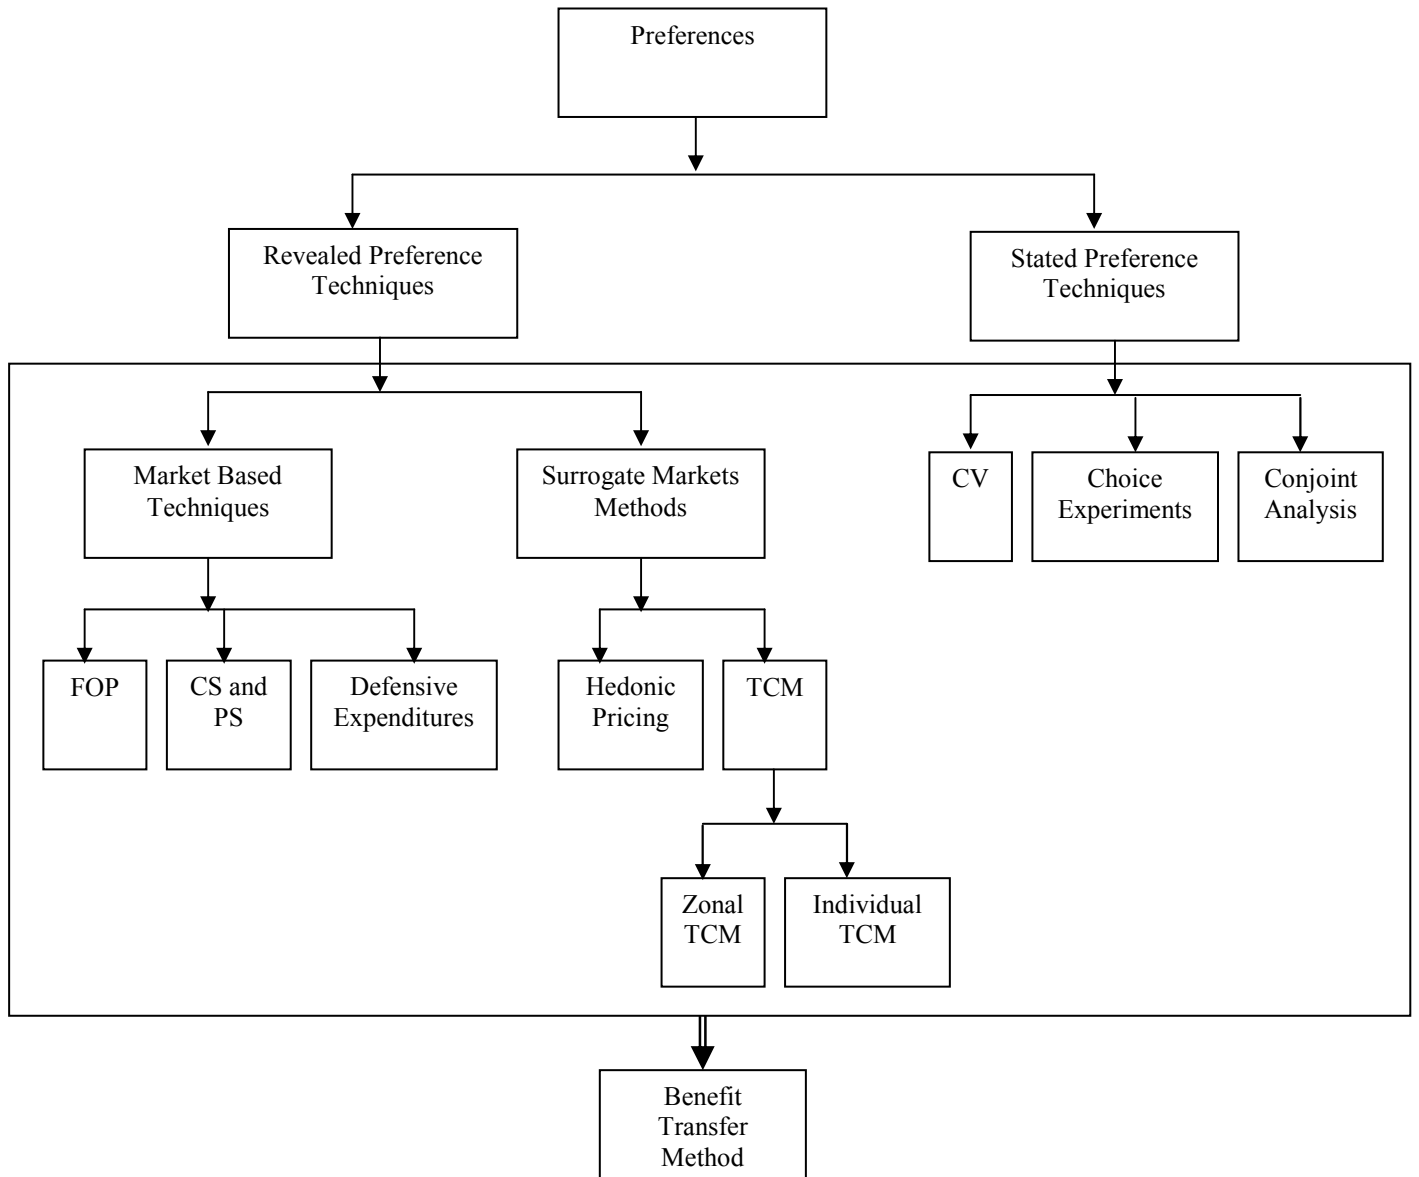 Preferences
Revealed Preference
Techniques
Stated Preference
Techniques
Market Based
Techniques
Surrogate Markets
Methods
CV
Choice
Experiments
Conjoint
Analysis
FOP
CS and
PS
Defensive
Expenditures
Hedonic
Pricing
TCM
Zonal
TCM
Individual
TCM
Benefit
Transfer
Method